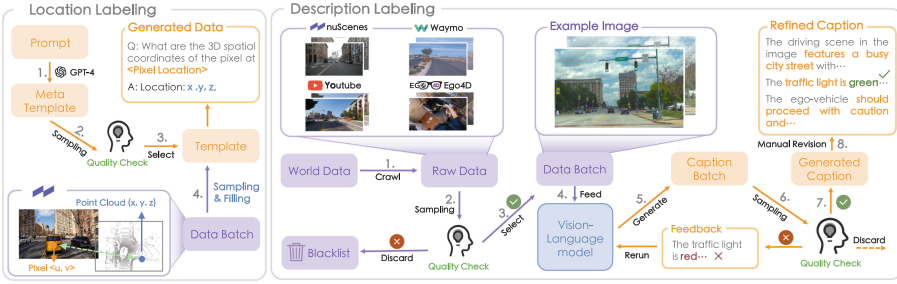 Location Labeling
Prompt
1.
GPT-4
Meta
Template
2.
Sampling
Quality Check
3.
Select
Template
Generated Data
Q: What are the 3D spatial
coordinates of the pixel at
<Pixel Location>
A: Location: x ,y, z,
4.
Sampling
& Filling
Data Batch
Point Cloud (x, y, z)
Pixel <u, v>
Description Labeling
nuScenes
Waymo
Youtube
EGO
Ego4D
Example Image
World Data
1.
Crawl
Raw Data
2.
Sampling
Quality Check
Discard
Blacklist
3.
Select
Data Batch
4.
Feed
Vision-
Language
model
5.
Generate
Caption
Batch
6.
Sampling
Quality Check
Discard
Feedback
The traffic light
is red··· ×
Rerun
7.
Generated
Caption
Manual Revision
8.
Refined Caption
The driving scene in the
image features a busy
city street with···
The traffic light is green···
The ego-vehicle should
proceed with caution
and···